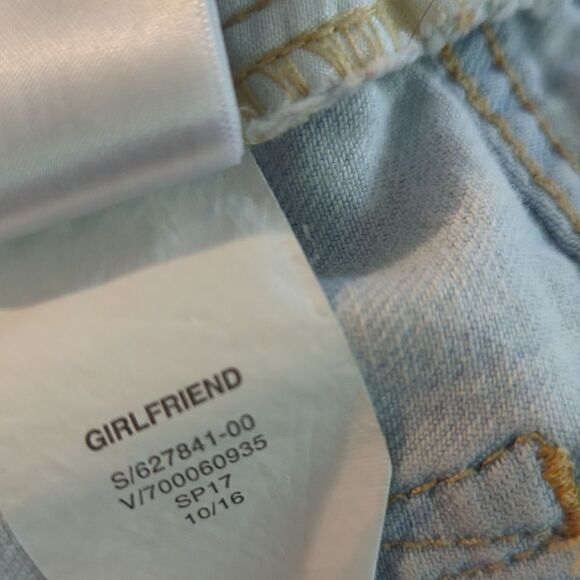 GIRLFRIEND
S/627841-00
V/700060935
SP17
10/16